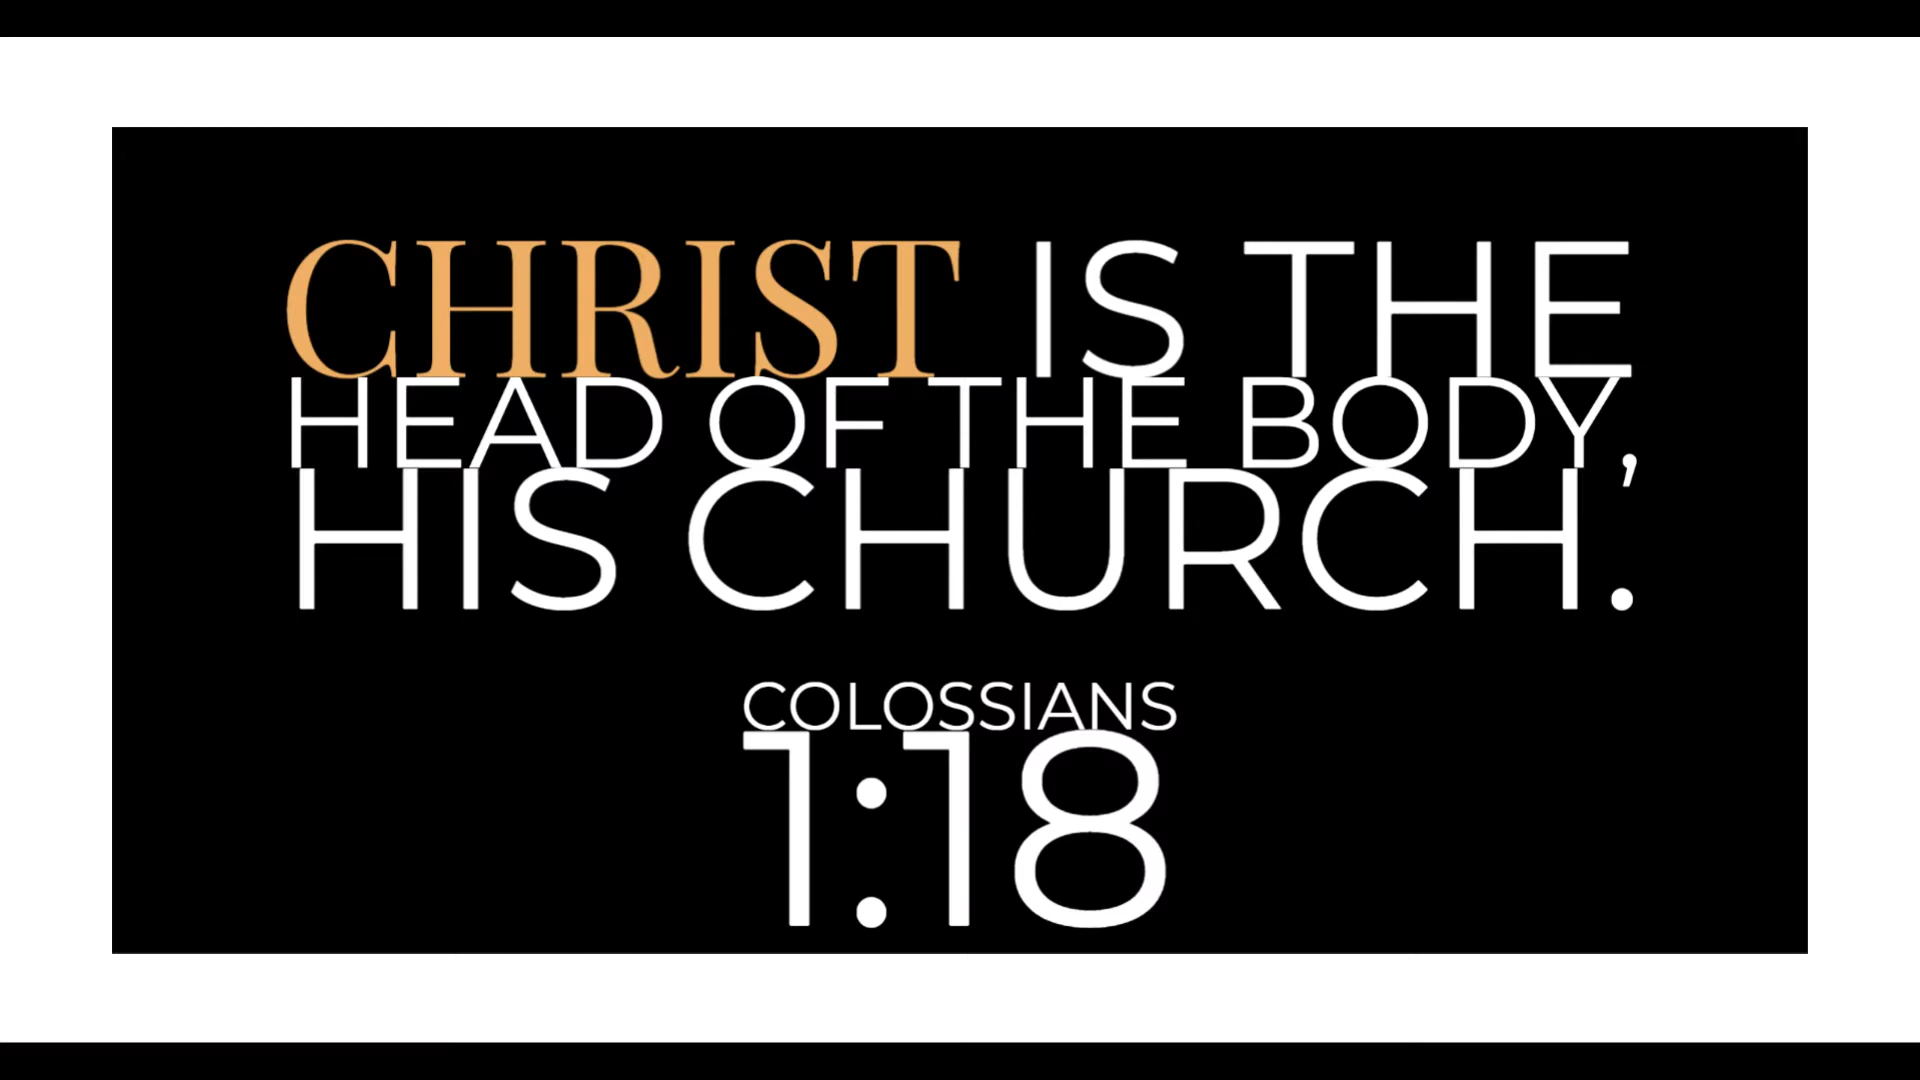 CHRIST IS THE
HEAD OF THE BODY,
HIS CHURCH.
COLOSSIANS
1:18